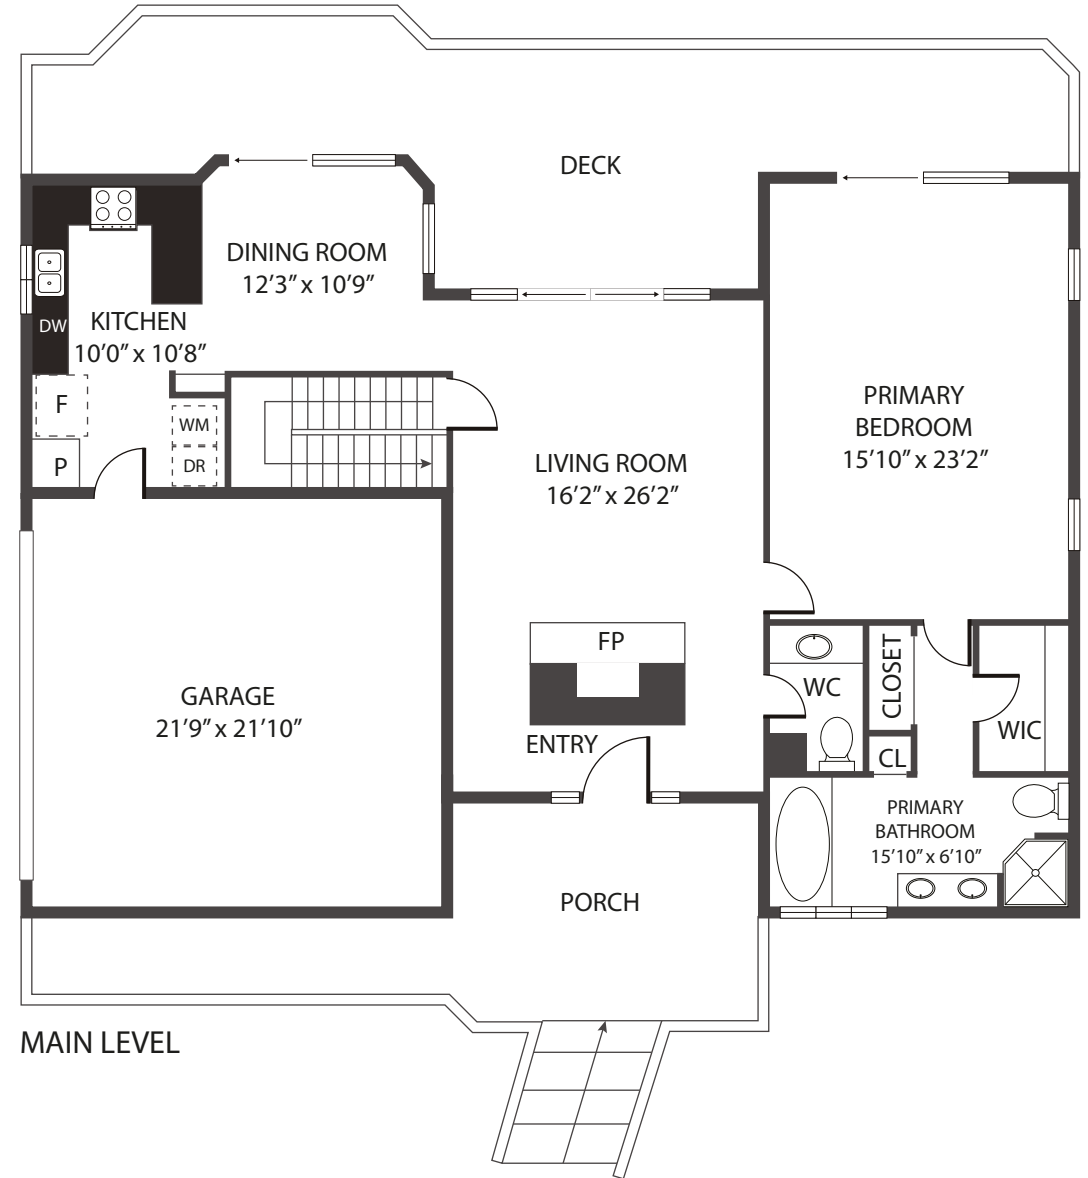 DECK
DINING ROOM
12’3” x 10’9”
DW
KITCHEN
10’0” x 10’8”
F
P
WM
DR
PRIMARY
BEDROOM
15’10” x 23’2”
LIVING ROOM
16’2” x 26’2”
FP
ENTRY
WC
CLOSET
CL
WIC
GARAGE
21’9” x 21’10”
PRIMARY
BATHROOM
15’10” x 6’10”
PORCH
MAIN LEVEL